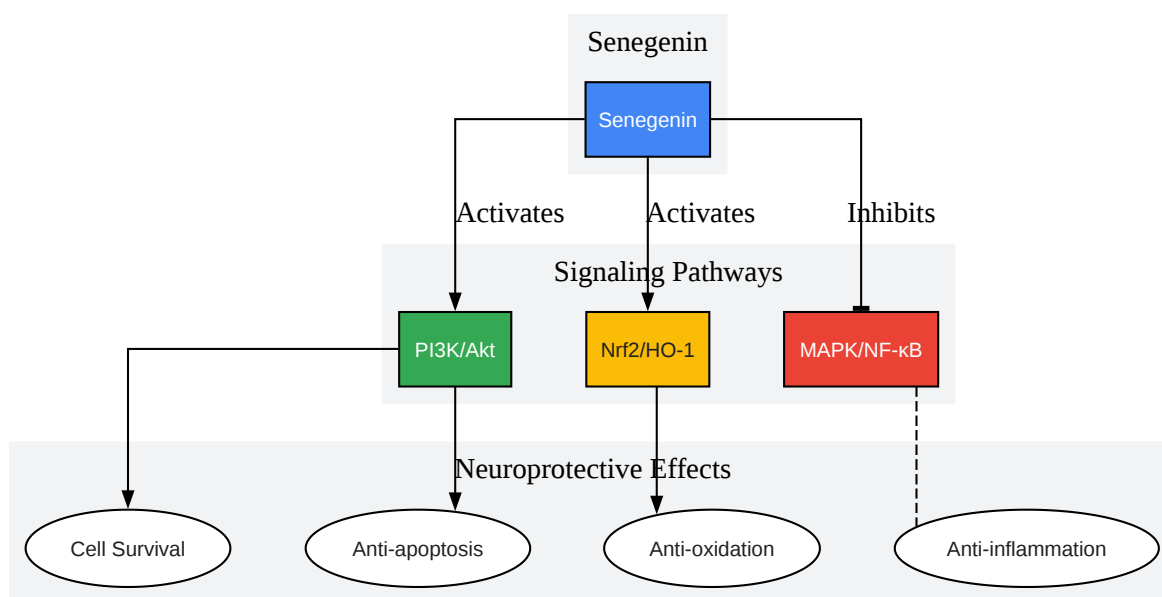 Senegenin
Senegenin
Activates
Activates
Inhibits
Signaling Pathways
PI3K/Akt
Nrf2/HO-1
MAPK/NF-κB
Neuroprotective Effects
Cell Survival
Anti-apoptosis
Anti-oxidation
Anti-inflammation